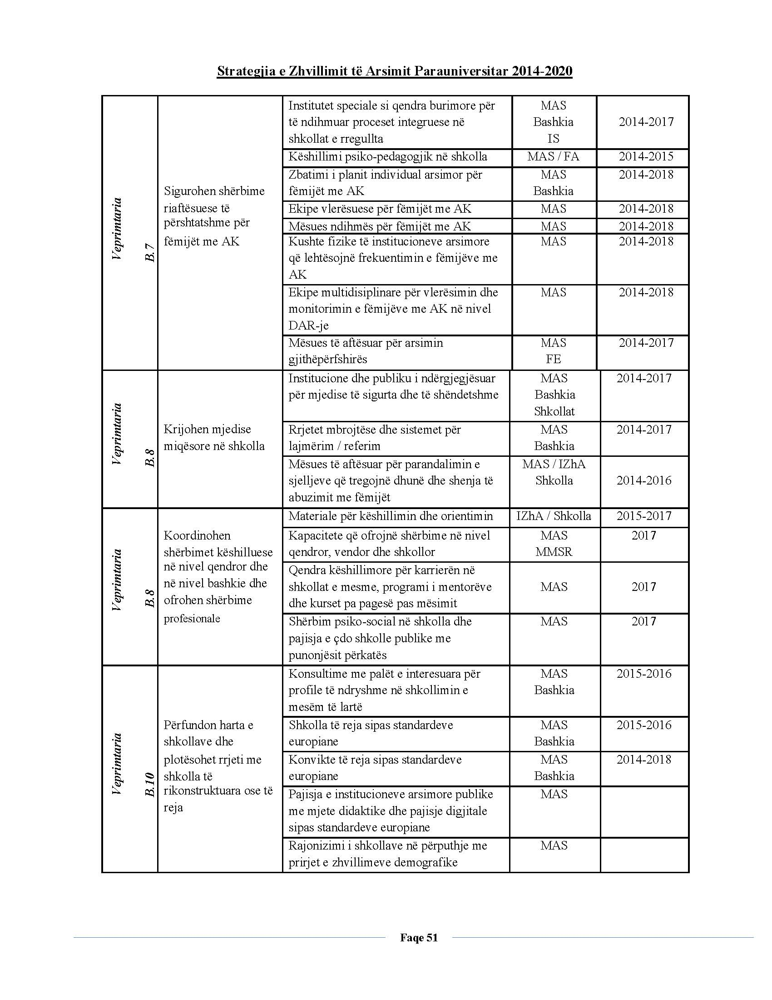 Strategjia e Zhvillimit të Arsimit Parauniversitar 2014-2020
Veprimtaria
B.7
Sigurohen shërbime
riaftësuese të
përshtatshme për
fëmijët me AK
Institutet speciale si qendra burimore për
të ndihmuar proceset integruese në
shkollat e rregullta
MAS
Bashkia
IS
2014-2017
Këshillimi psiko-pedagogjik në shkolla
MAS / FA
2014-2015
Zbatimi i planit individual arsimor për
fëmijët me AK
MAS
Bashkia
2014-2018
Ekipe vlerësuese për fëmijët me AK
MAS
2014-2018
Mësues ndihmës për fëmijët me AK
MAS
2014-2018
Kushte fizike të institucioneve arsimore
që lehtësojnë frekuentimin e fëmijëve me
AK
MAS
2014-2018
Ekipe multidisiplinare për vlerësimin dhe
monitorimin e fëmijëve me AK në nivel
DAR-je
MAS
2014-2018
Mësues të aftësuar për arsimin
gjithëpërfshirës
MAS
FE
2014-2017
Veprimtaria
B.8
Krijohen mjedise
miqësore në shkolla
Institucione dhe publiku i ndërgjegjësuar
për mjedise të sigurta dhe të shëndetshme
MAS
Bashkia
Shkollat
2014-2017
Rrjetet mbrojtëse dhe sistemet për
lajmërim / referim
MAS
Bashkia
2014-2017
Mësues të aftësuar për parandalimin e
sjelljeve që tregojnë dhunë dhe shenja të
abuzimit me fëmijët
MAS / IZhA
Shkolla
2014-2016
Veprimtaria
B.8
Koordinohen
shërbimet këshilluese
në nivel qendror dhe
në nivel bashkie dhe
ofrohen shërbime
profesionale
Materiale për këshillimin dhe orientimin
IZhA / Shkolla
2015-2017
Kapacitete që ofrojnë shërbime në nivel
qendror, vendor dhe shkollor
MAS
MMSR
2017
Qendra këshillimore për karrierën në
shkollat e mesme, programi i mentorëve
dhe kurset pa pagesë pas mësimit
MAS
2017
Shërbim psiko-social në shkolla dhe
pajisja e çdo shkolle publike me
punonjësit përkatës
MAS
2017
Veprimtaria
B.10
Përfundon harta e
shkollave dhe
plotësohet rrjeti me
shkolla të
rikonstruktuara ose të
reja
Konsultime me palët e interesuara për
profile të ndryshme në shkollimin e
mesëm të lartë
MAS
Bashkia
2015-2016
Shkolla të reja sipas standardeve
europiane
MAS
Bashkia
2015-2016
Konvikte të reja sipas standardeve
europiane
MAS
Bashkia
2014-2018
Pajisja e institucioneve arsimore publike
me mjete didaktike dhe pajisje digjitale
sipas standardeve europiane
MAS
Rajonizimi i shkollave në përputhje me
prirjet e zhvillimeve demografike
MAS
Faqe 51